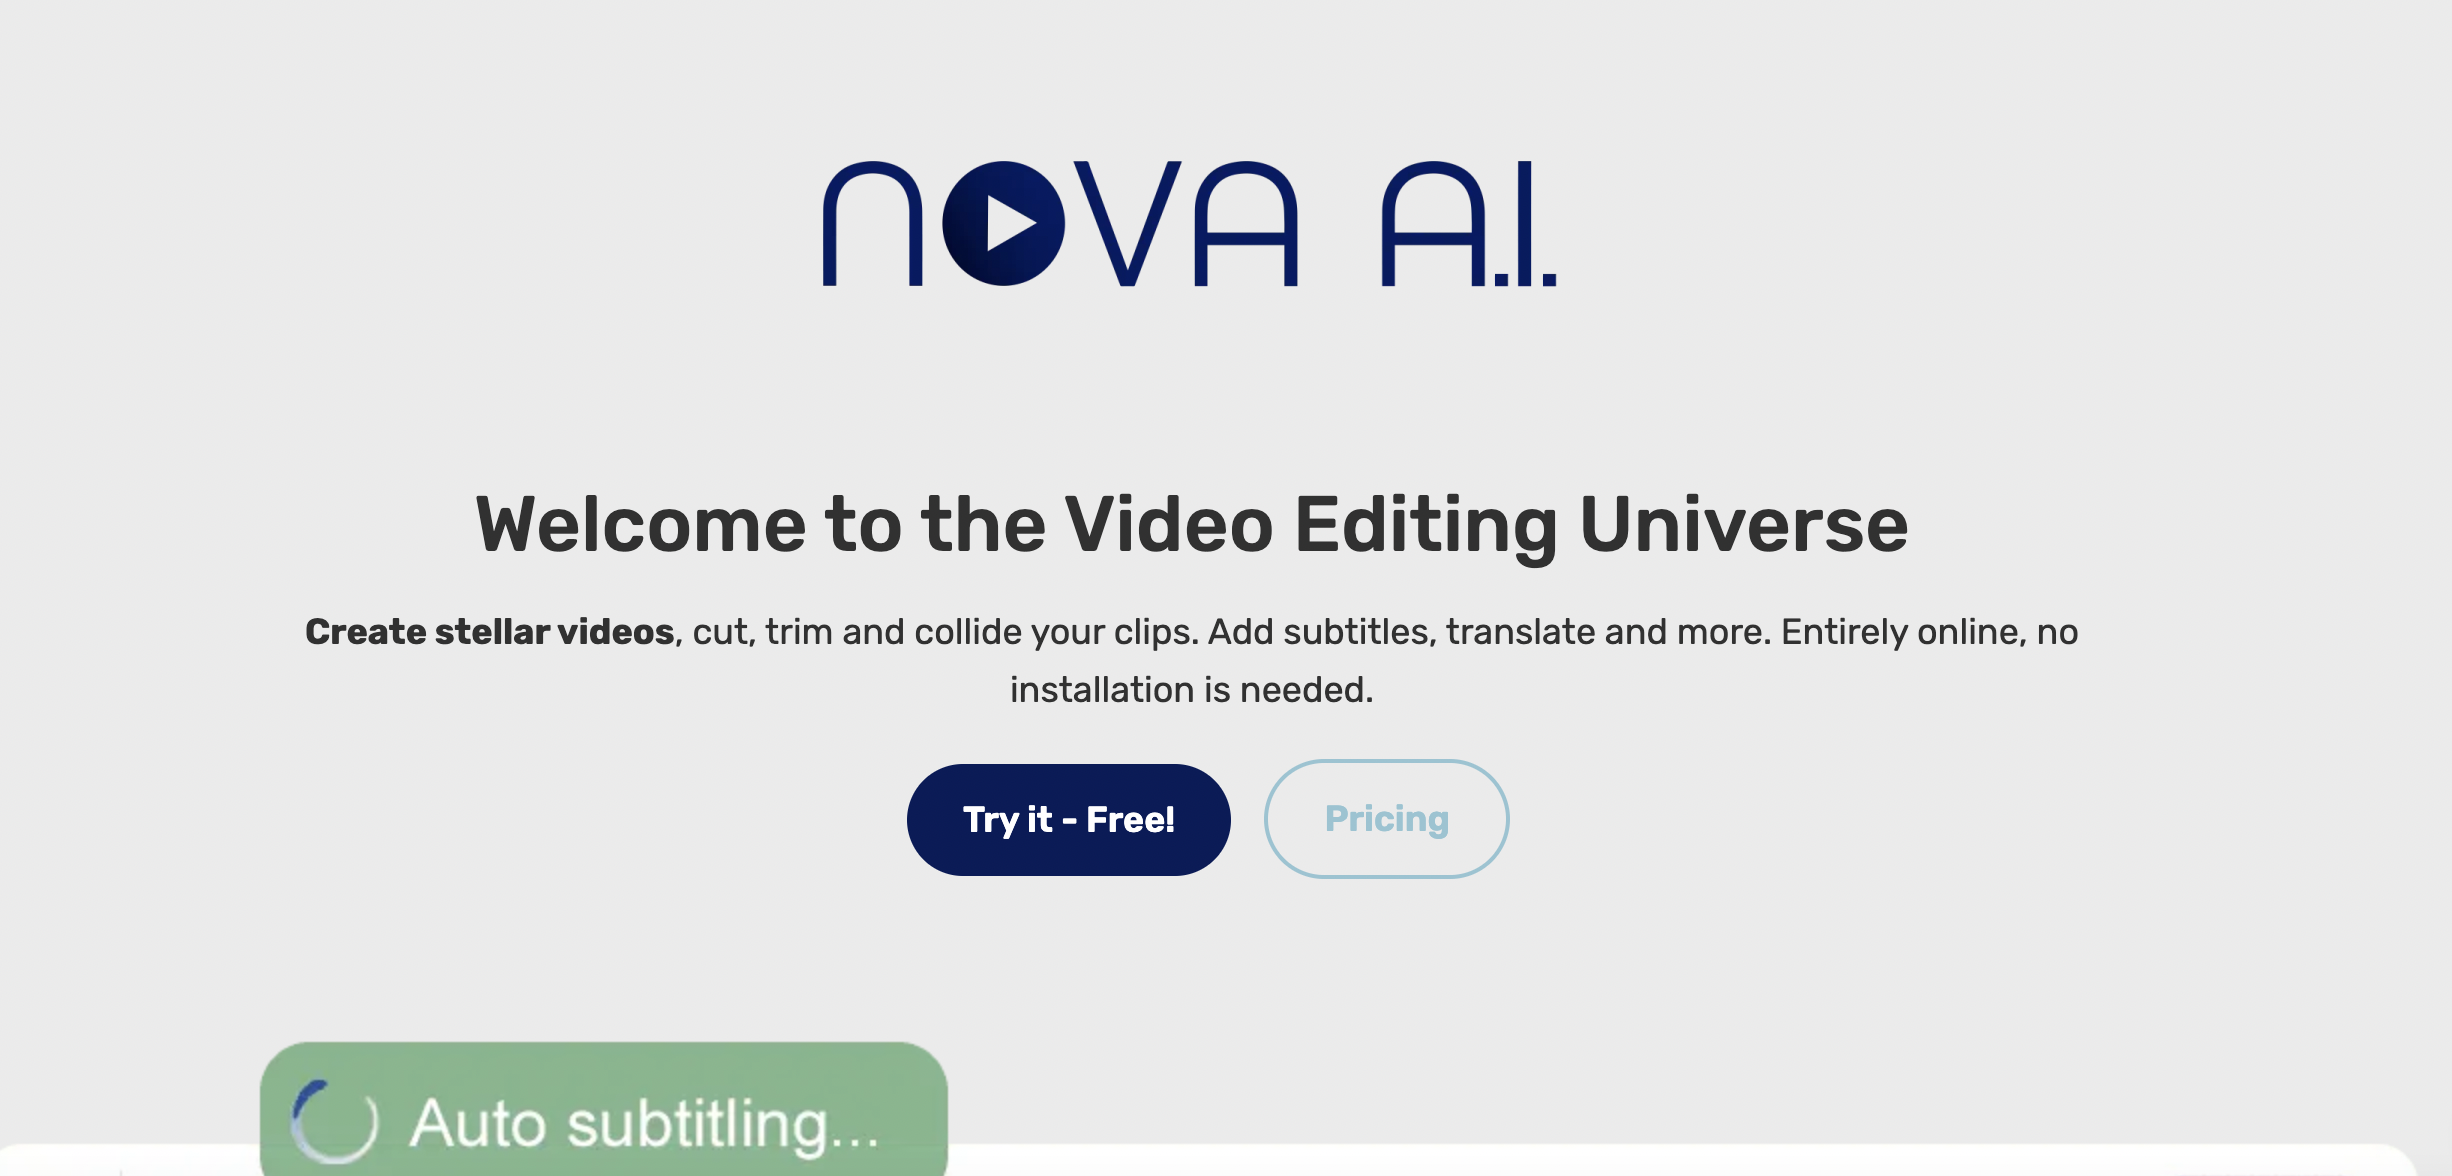 NOVA A.I.
Welcome to the Video Editing Universe
Create stellar videos, cut, trim and collide your clips. Add subtitles, translate and more. Entirely online, no
installation is needed.
Try it - Free!
Pricing
Auto subtitling...